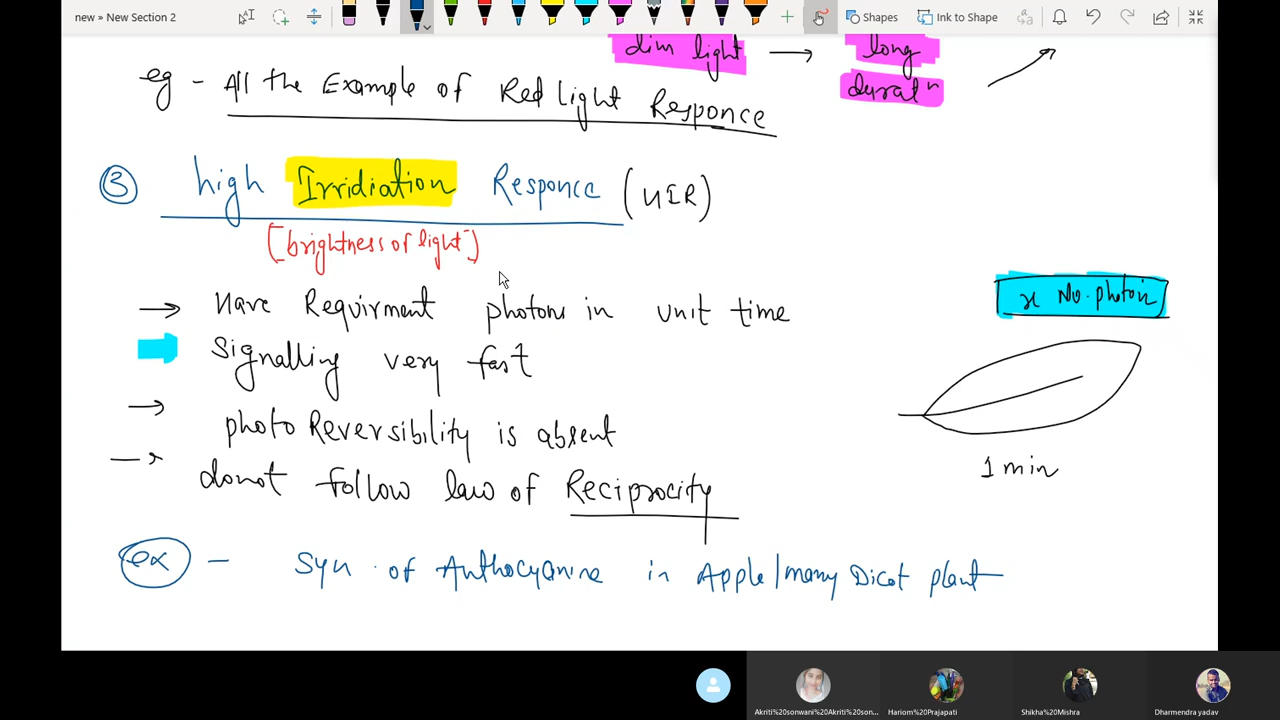 new » New Section 2
Shapes
Ink to Shape
dim light → long
duratn
eg - All the Example of Red light Responce
③ high Irridiation Responce (HIR)
[brightness of light]
x No. photon
→ Have Requirment photons in unit time
Signalling very fast
→ photo Reversibility is absent
→ donot follow law of Reciprocity
1 min
ex - Syn. of Anthocyanine in Apple/many Dicot plant
Akriti%20sonwani%20Akriti%20son...
Hariom%20Prajapati
Shikha%20Mishra
Dharmendra yadav